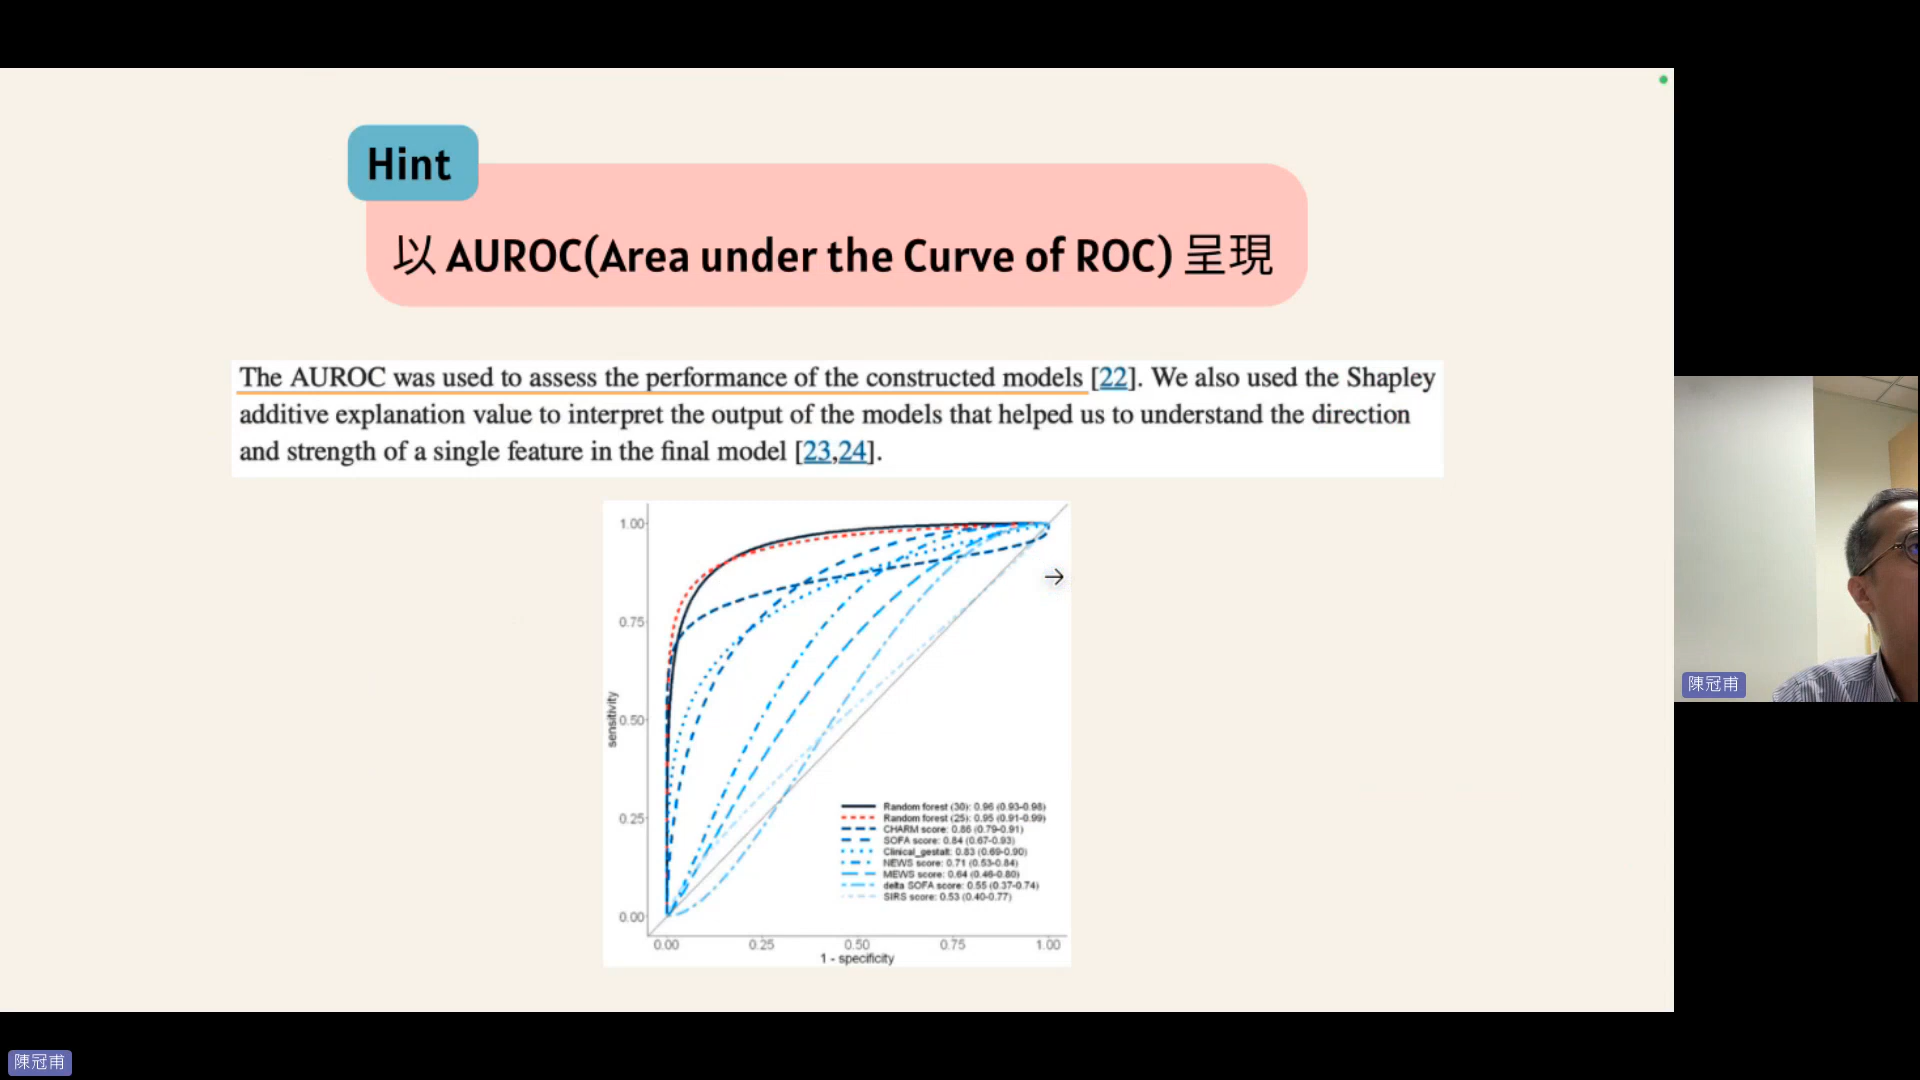 Hint
以 AUROC(Area under the Curve of ROC) 呈現
The AUROC was used to assess the performance of the constructed models [22]. We also used the Shapley
additive explanation value to interpret the output of the models that helped us to understand the direction
and strength of a single feature in the final model [23,24].
1.00
0.75
0.50
0.25
0.00
sensitivity
Random forest (30): 0.96 (0.93-0.98)
Random forest (25): 0.95 (0.91-0.99)
CHARM score: 0.86 (0.79-0.91)
SOFA score: 0.84 (0.67-0.93)
Clinical_gestalt: 0.83 (0.69-0.90)
NEWS score: 0.71 (0.53-0.84)
MEWS score: 0.64 (0.46-0.80)
delta SOFA score: 0.55 (0.37-0.74)
SIRS score: 0.53 (0.40-0.77)
0.00 0.25 0.50 0.75 1.00
1 - specificity
陳冠甫
陳冠甫